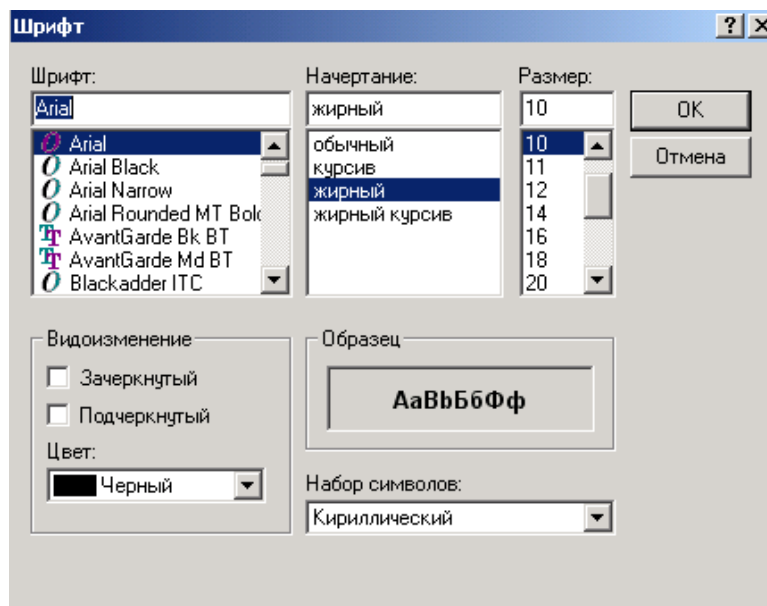 Шрифт
Шрифт:
Начертание:
Размер:
Arial
жирный
10
OK
Отмена
Arial
Arial Black
Arial Narrow
Arial Rounded MT Bold
AvantGarde Bk BT
AvantGarde Md BT
Blackadder ITC
обычный
курсив
жирный
жирный курсив
10
11
12
14
16
18
20
Видоизменение
Зачеркнутый
Подчеркнутый
Цвет:
Черный
Образец
АаВbБбФф
Набор символов:
Кириллический